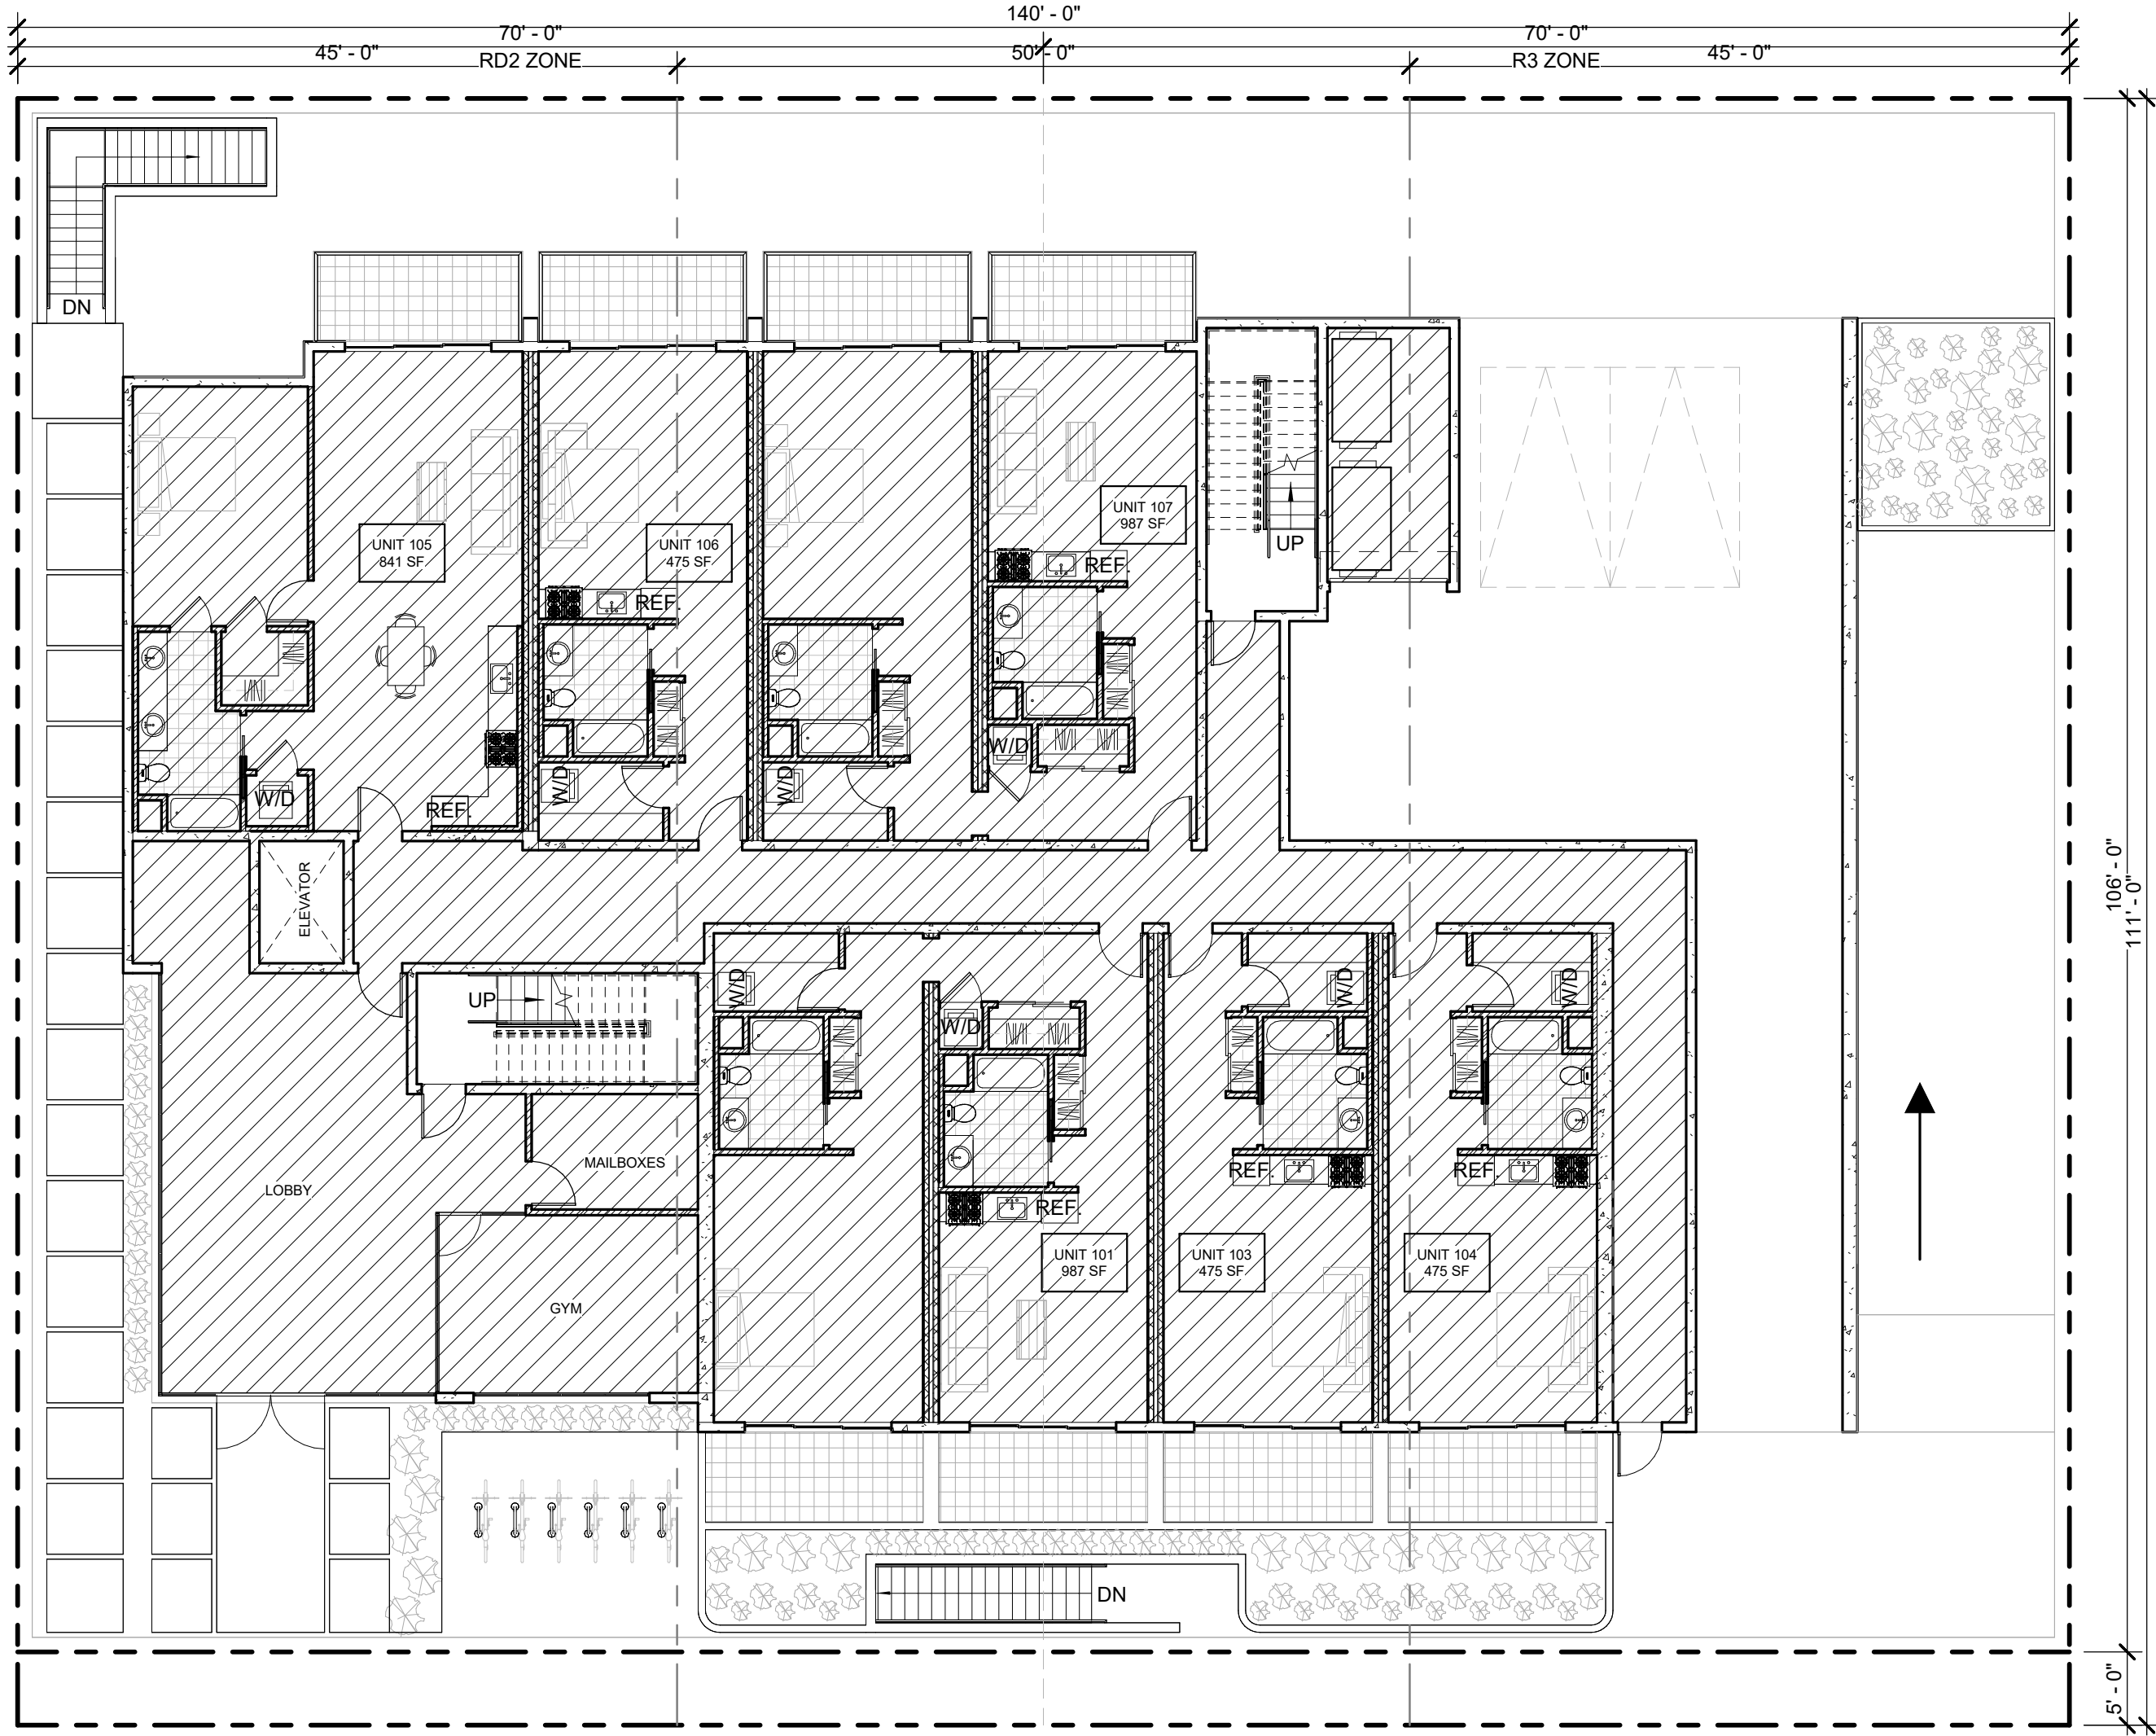 140' - 0"
70' - 0"
70' - 0"
45' - 0"
50' - 0"
45' - 0"
RD2 ZONE
R3 ZONE
DN
UNIT 107
987 SF
UNIT 105
841 SF
UNIT 106
475 SF
UP
REF.
REF.
W/D
W/D
W/D
W/D
REF.
ELEVATOR
106' - 0"
111' - 0"
UP
W/D
W/D
W/D
W/D
MAILBOXES
LOBBY
REF.
REF.
REF.
UNIT 101
987 SF
UNIT 103
475 SF
UNIT 104
475 SF
GYM
DN
5' - 0"